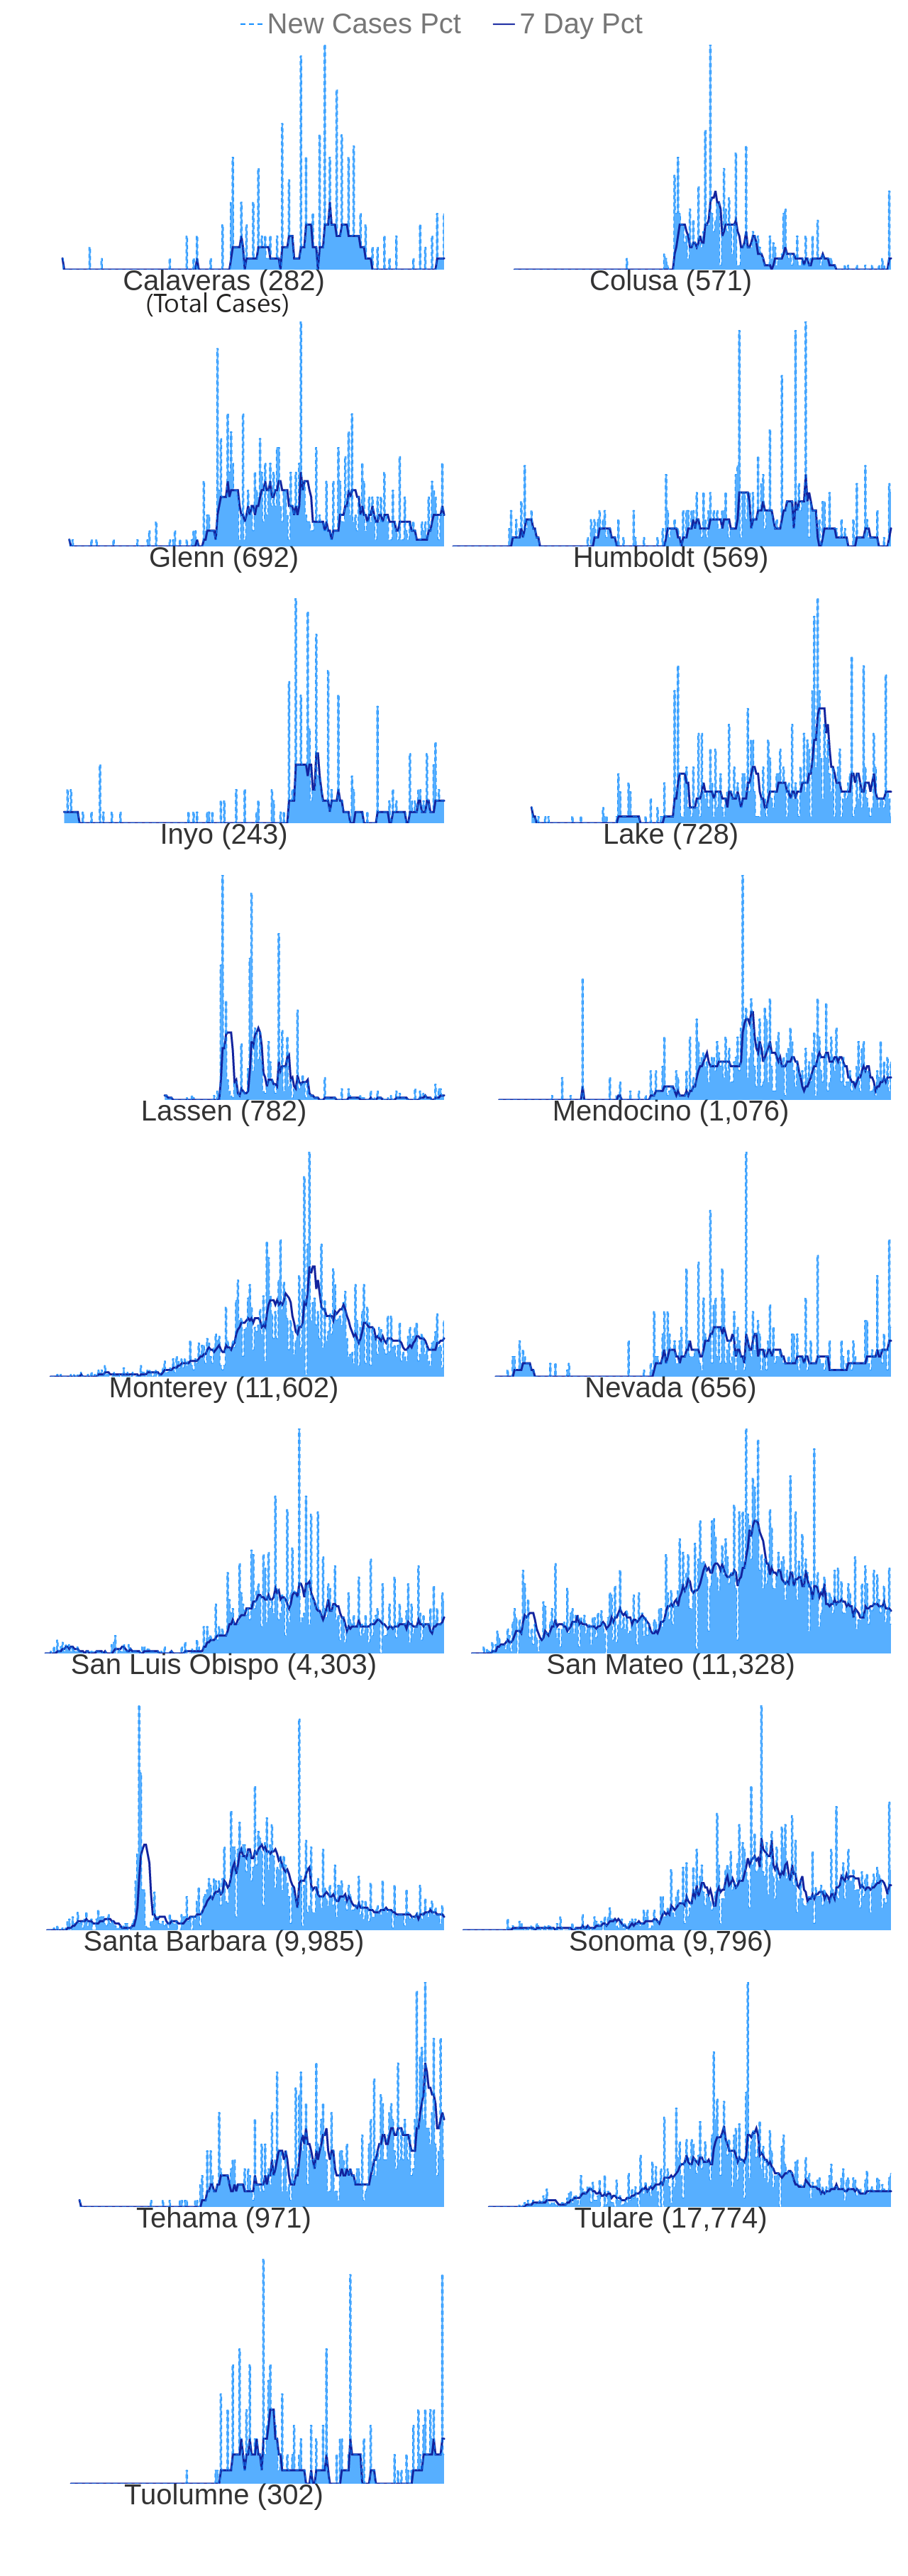 New Cases Pct 7 Day Pct
Calaveras (282) Colusa (571)
(Total Cases)
Glenn (692) Humboldt (569)
Inyo (243) Lake (728)
Lassen (782) Mendocino (1,076)
Monterey (11,602) Nevada (656)
San Luis Obispo (4,303) San Mateo (11,328)
Santa Barbara (9,985) Sonoma (9,796)
Tehama (971) Tulare (17,774)
Tuolumne (302)